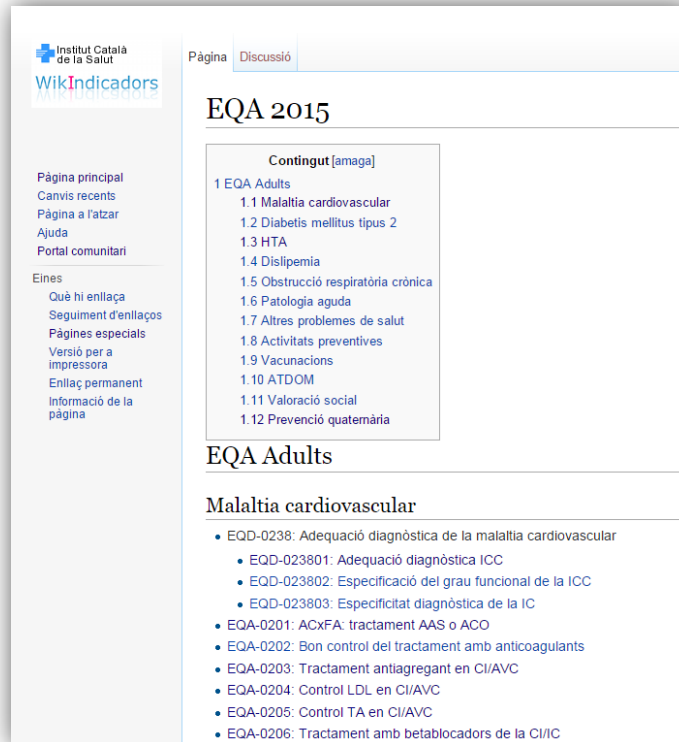 Institut Català
de la Salut
WikIndicadors
Pàgina principal
Canvis recents
Pàgina a l'atzar
Ajuda
Portal comunitari
Eines
Què hi enllaça
Seguiment d'enllaços
Pàgines especials
Versió per a
impressora
Enllaç permanent
Informació de la
pàgina
Pàgina Discussió
EQA 2015
Contingut [amaga]
1 EQA Adults
1.1 Malaltia cardiovascular
1.2 Diabetis mellitus tipus 2
1.3 HTA
1.4 Dislipemia
1.5 Obstrucció respiratòria crònica
1.6 Patologia aguda
1.7 Altres problemes de salut
1.8 Activitats preventives
1.9 Vacunacions
1.10 ATDOM
1.11 Valoració social
1.12 Prevenció quaternària
EQA Adults
Malaltia cardiovascular
EQD-0238: Adequació diagnòstica de la malaltia cardiovascular
EQD-023801: Adequació diagnòstica ICC
EQD-023802: Especificació del grau funcional de la ICC
EQD-023803: Especificitat diagnòstica de la IC
EQA-0201: ACxFA: tractament AAS o ACO
EQA-0202: Bon control del tractament amb anticoagulants
EQA-0203: Tractament antiagregant en CI/AVC
EQA-0204: Control LDL en CI/AVC
EQA-0205: Control TA en CI/AVC
EQA-0206: Tractament amb betablocadors de la CI/IC